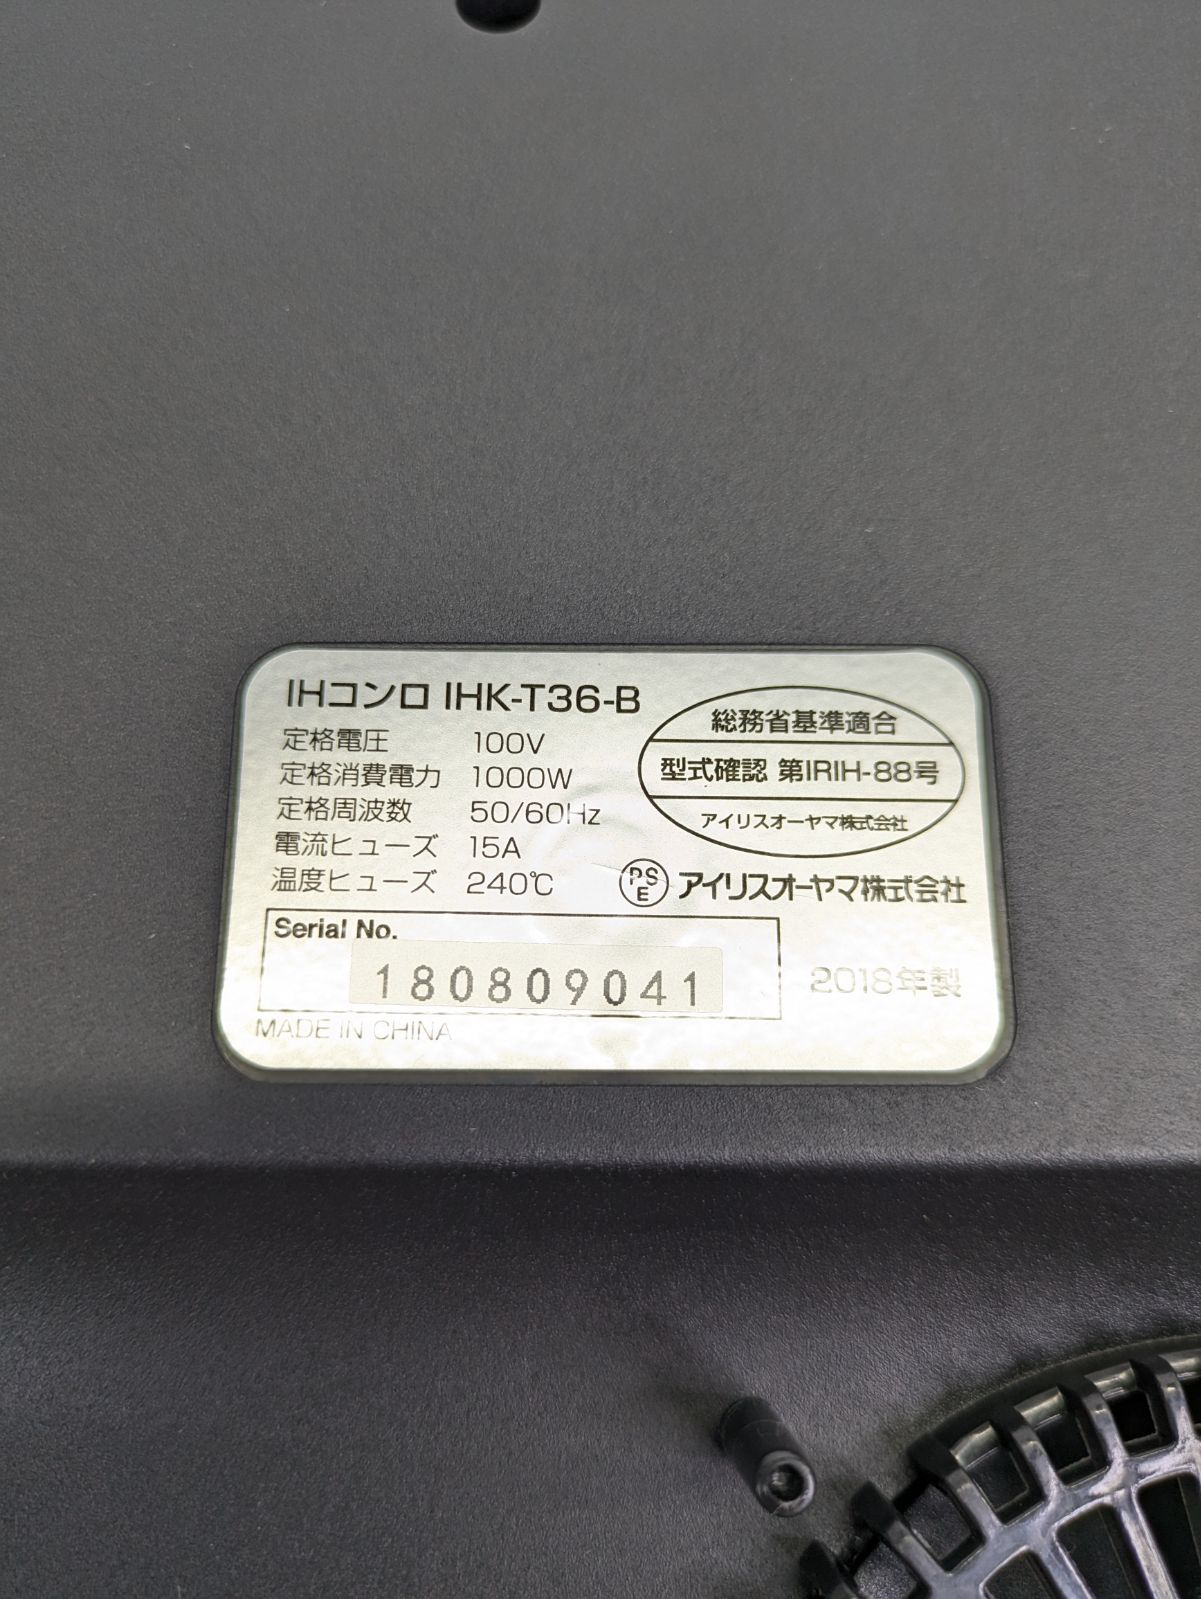 IHコンロ IHK-T36-B
定格電圧 100V
定格消費電力 1000W
定格周波数 50/60Hz
電流ヒューズ 15A
温度ヒューズ 240℃
総務省基準適合
型式確認 第IRIH-88号
アイリスオーヤマ株式会社
PSE アイリスオーヤマ株式会社
Serial No.
180809041
2018年製
MADE IN CHINA